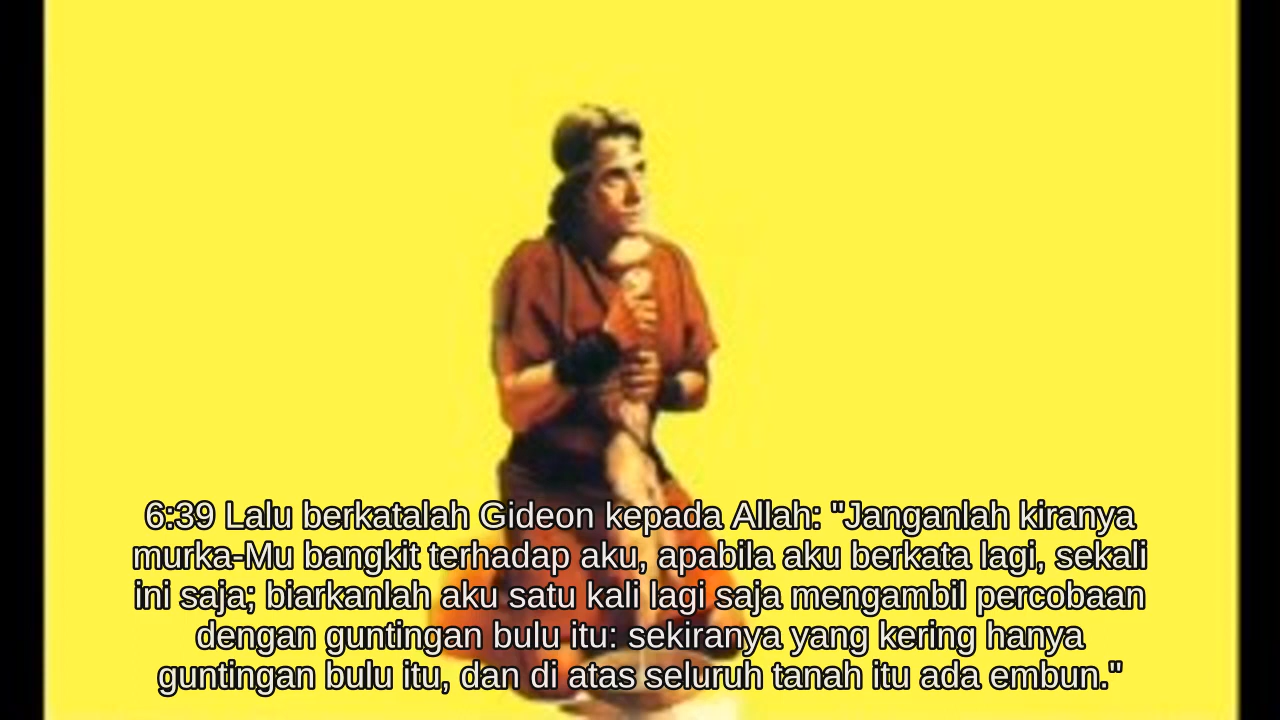 6:39 Lalu berkatalah Gideon kepada Allah: "Janganlah kiranya
murka-Mu bangkit terhadap aku, apabila aku berkata lagi, sekali
ini saja; biarkanlah aku satu kali lagi saja mengambil percobaan
dengan guntingan bulu itu: sekiranya yang kering hanya
guntingan bulu itu, dan di atas seluruh tanah itu ada embun."